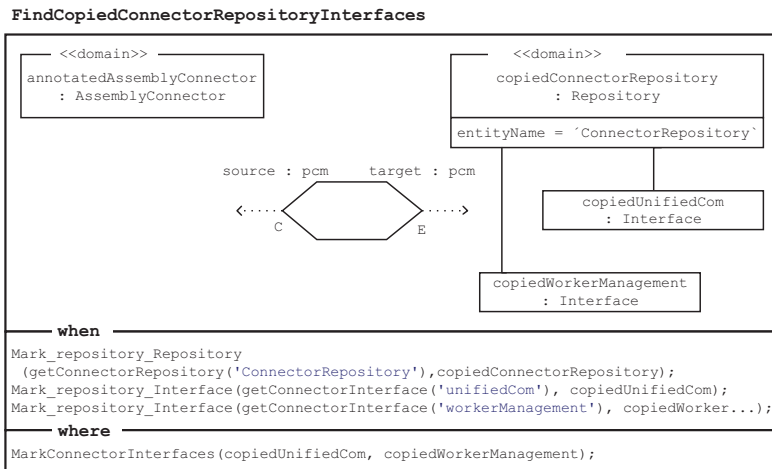 FindCopiedConnectorRepositoryInterfaces
<<domain>>
annotatedAssemblyConnector
: AssemblyConnector
<<domain>>
copiedConnectorRepository
: Repository
entityName = ´ConnectorRepository`
source : pcm
target : pcm
C
E
copiedUnifiedCom
: Interface
copiedWorkerManagement
: Interface
when
Mark_repository_Repository
(getConnectorRepository('ConnectorRepository'),copiedConnectorRepository);
Mark_repository_Interface(getConnectorInterface('unifiedCom'), copiedUnifiedCom);
Mark_repository_Interface(getConnectorInterface('workerManagement'), copiedWorker...);
where
MarkConnectorInterfaces(copiedUnifiedCom, copiedWorkerManagement);